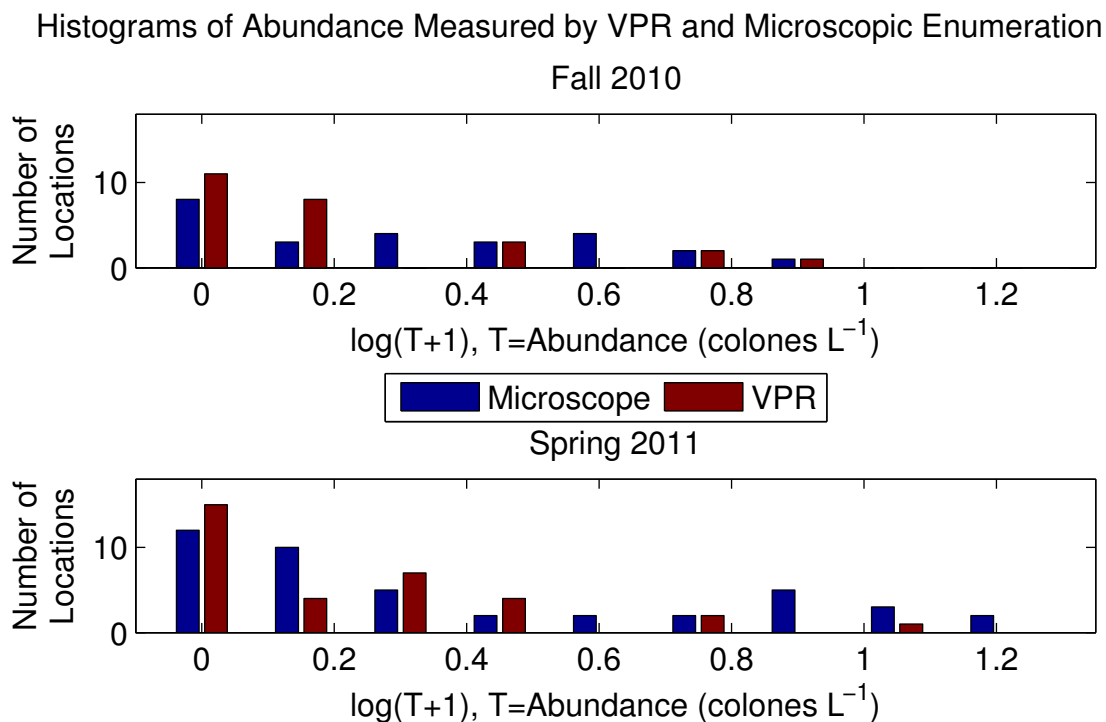 Histograms of Abundance Measured by VPR and Microscopic Enumeration
Fall 2010
Number of
Locations
10
0
0 0.2 0.4 0.6 0.8 1 1.2
log(T+1), T=Abundance (colones L⁻¹)
Microscope VPR
Spring 2011
Number of
Locations
10
0
0 0.2 0.4 0.6 0.8 1 1.2
log(T+1), T=Abundance (colones L⁻¹)